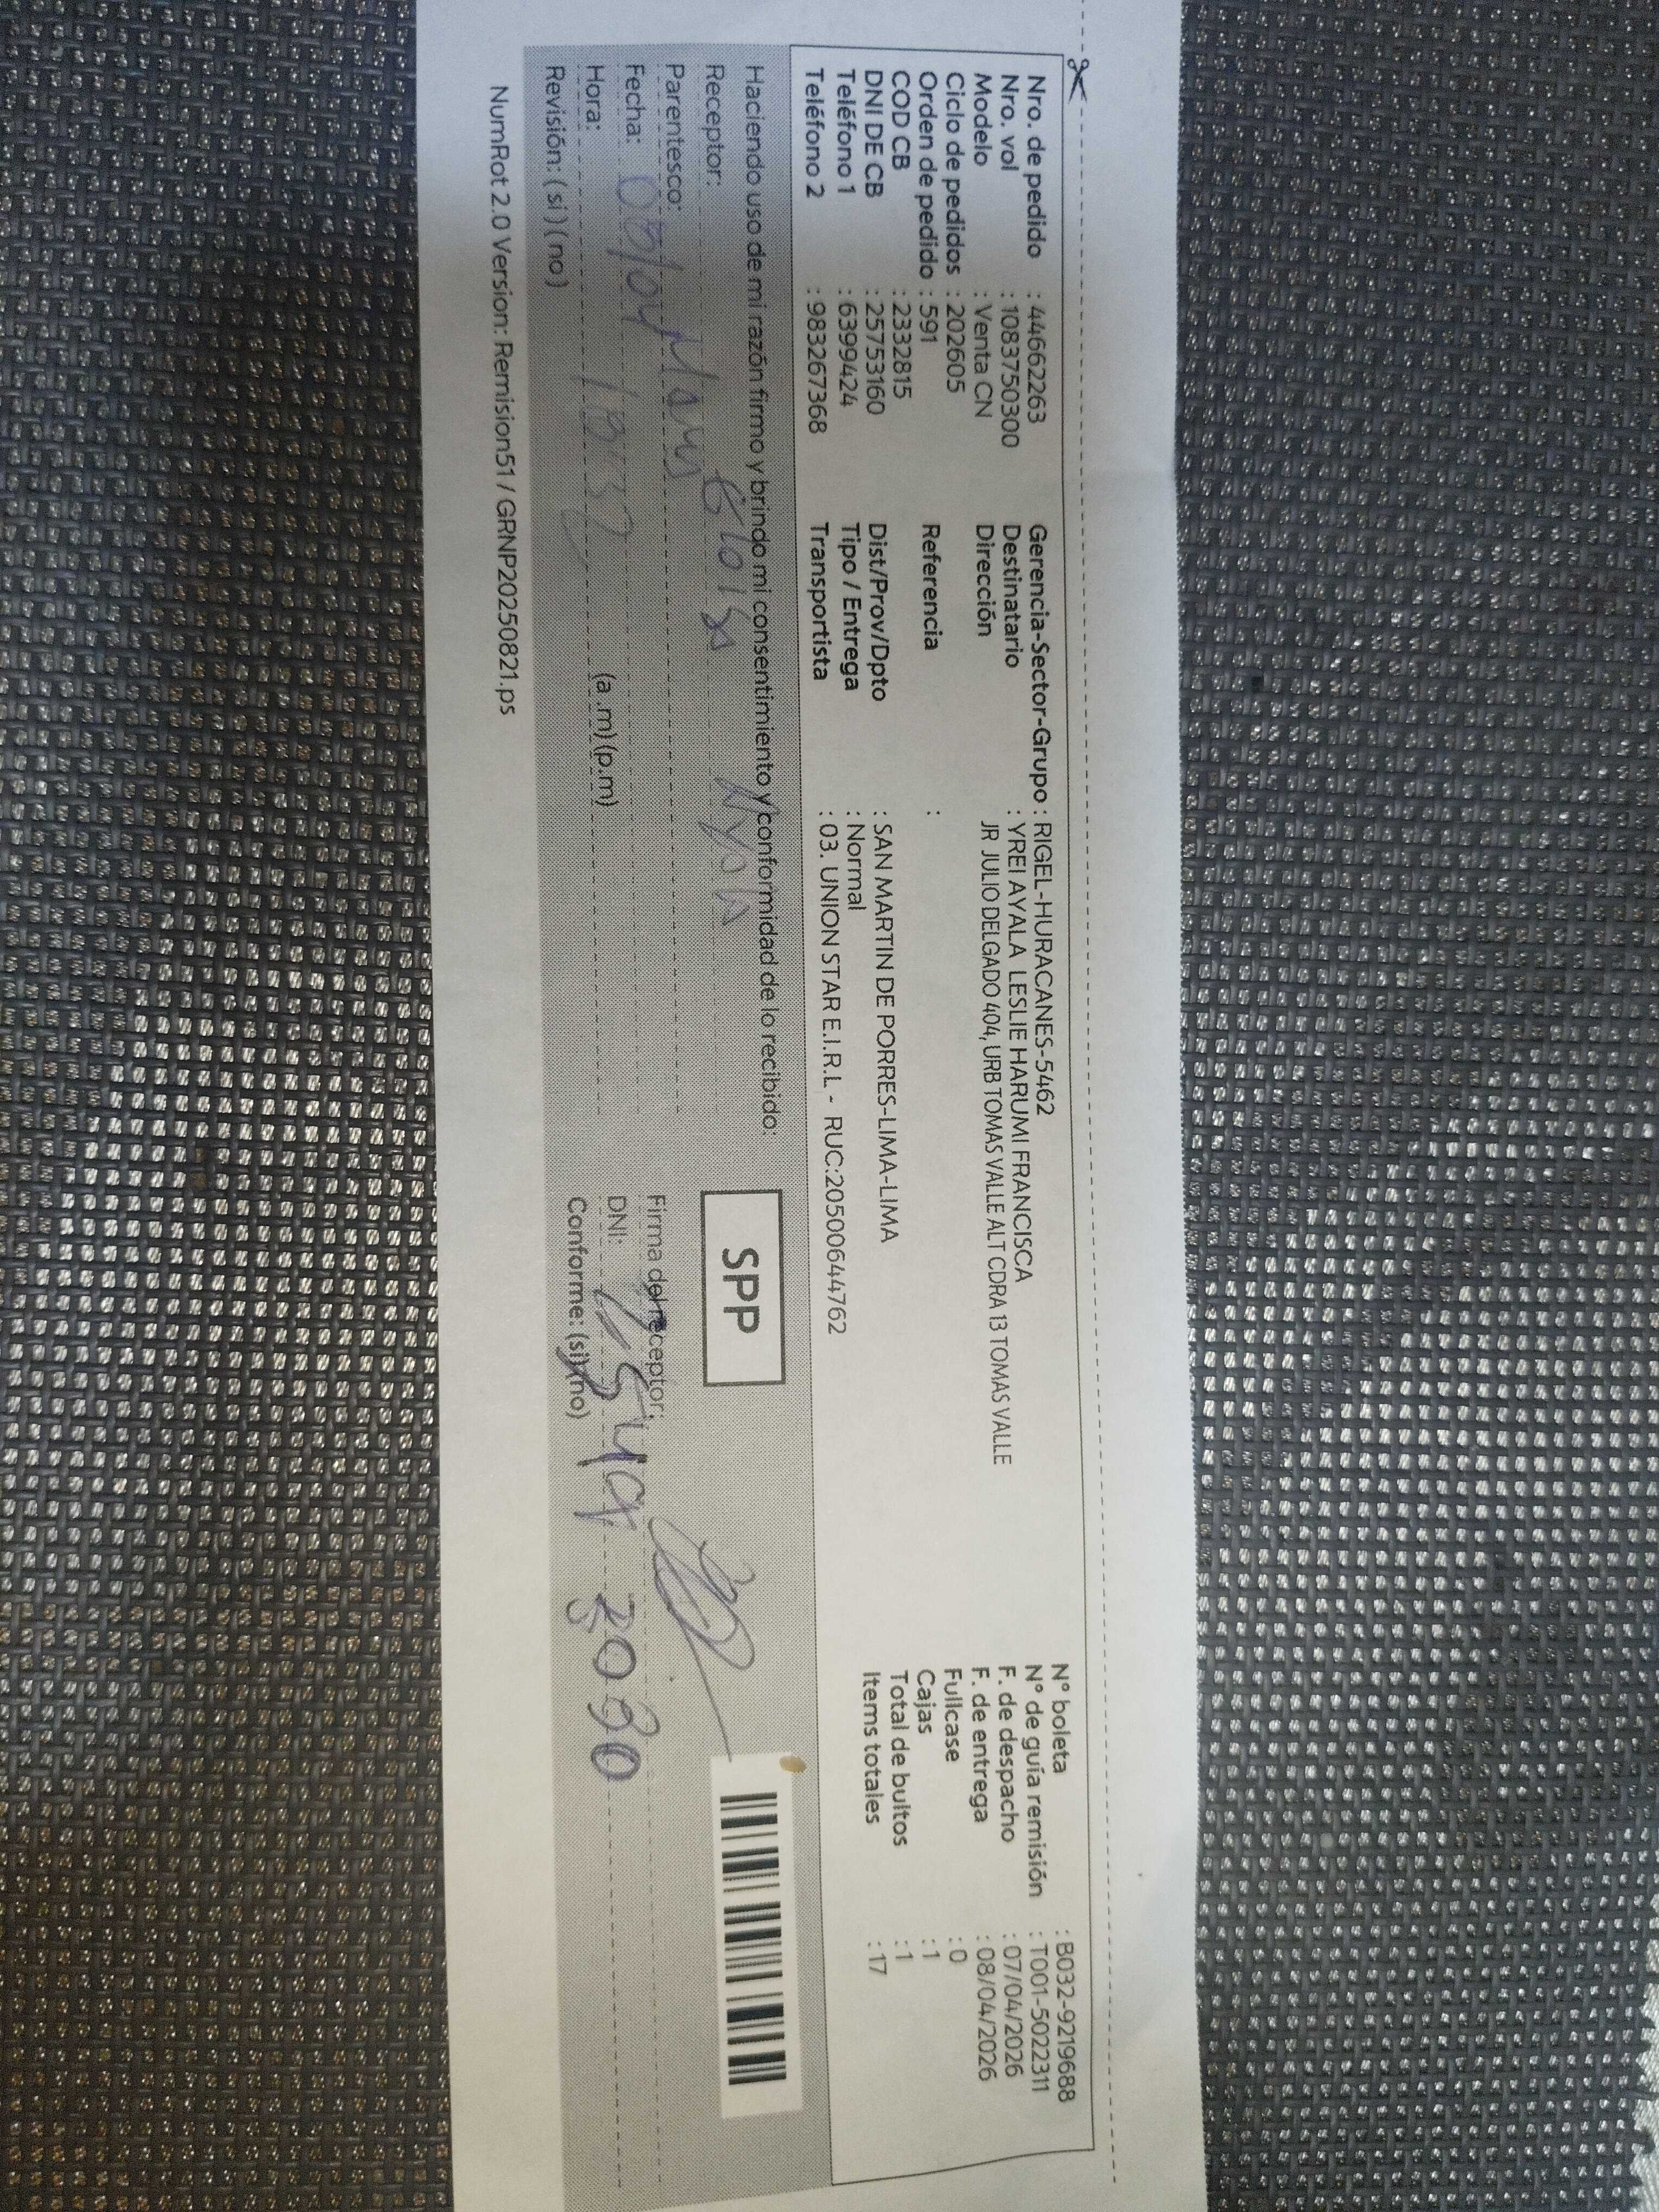 Nro. de pedido : 44662263
Nro. vol : 10837503​00
Modelo : Venta CN
Ciclo de pedidos : 202605
Orden de pedido : 591
COD CB : 2332815
DNI DE CB : 25753160
Teléfono 1 : 63999424
Teléfono 2 : 983267368
Gerencia-Sector-Grupo : RIGEL-HURACANES-5462
Destinatario : YREI AYALA LESLIE HARUMI FRANCISCA
Dirección JR JULIO DELGADO 404, URB TOMAS VALLE ALT CDRA 13 TOMAS VALLE
Referencia :
Dist/Prov/Dpto : SAN MARTIN DE PORRES-LIMA-LIMA
Tipo / Entrega : Normal
Transportista : 03. UNION STAR E.I.R.L - RUC:20500644762
N° boleta : B032-9219688
N° de guía remisión : T001-5022311
F. de despacho : 07/04/2026
F. de entrega : 08/04/2026
Fullcase : 0
Cajas : 1
Total de bultos : 1
Items totales : 17
Haciendo uso de mi razón firmo y brindo mi consentimiento y conformidad de lo recibido:
Receptor:
Parentesco:
Fecha: 08/04
Hora: (a .m) (p.m)
Revisión: ( si ) ( no )
SPP
Firma del receptor:
DNI:
Conforme: (si) (no)
NumRot 2.0 Version: Remision51 / GRNP20250821.ps